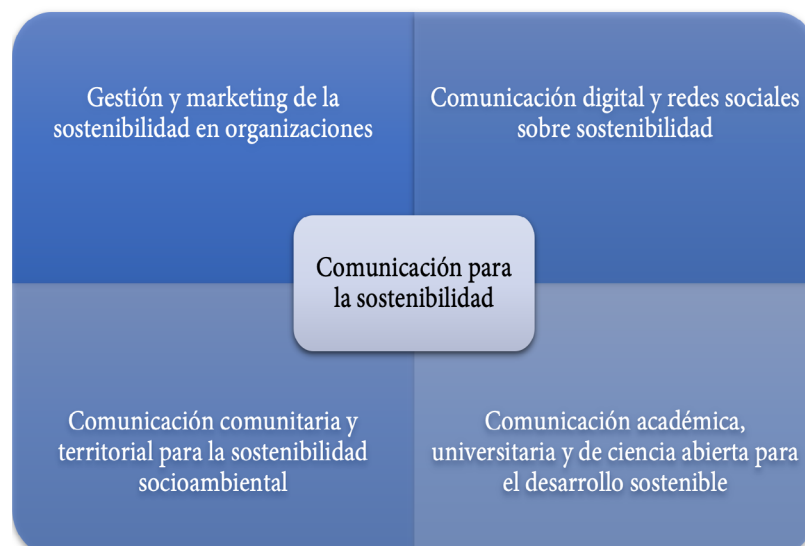 Gestión y marketing de la
sostenibilidad en organizaciones
Comunicación digital y redes sociales
sobre sostenibilidad
Comunicación para
la sostenibilidad
Comunicación comunitaria y
territorial para la sostenibilidad
socioambiental
Comunicación académica,
universitaria y de ciencia abierta para
el desarrollo sostenible